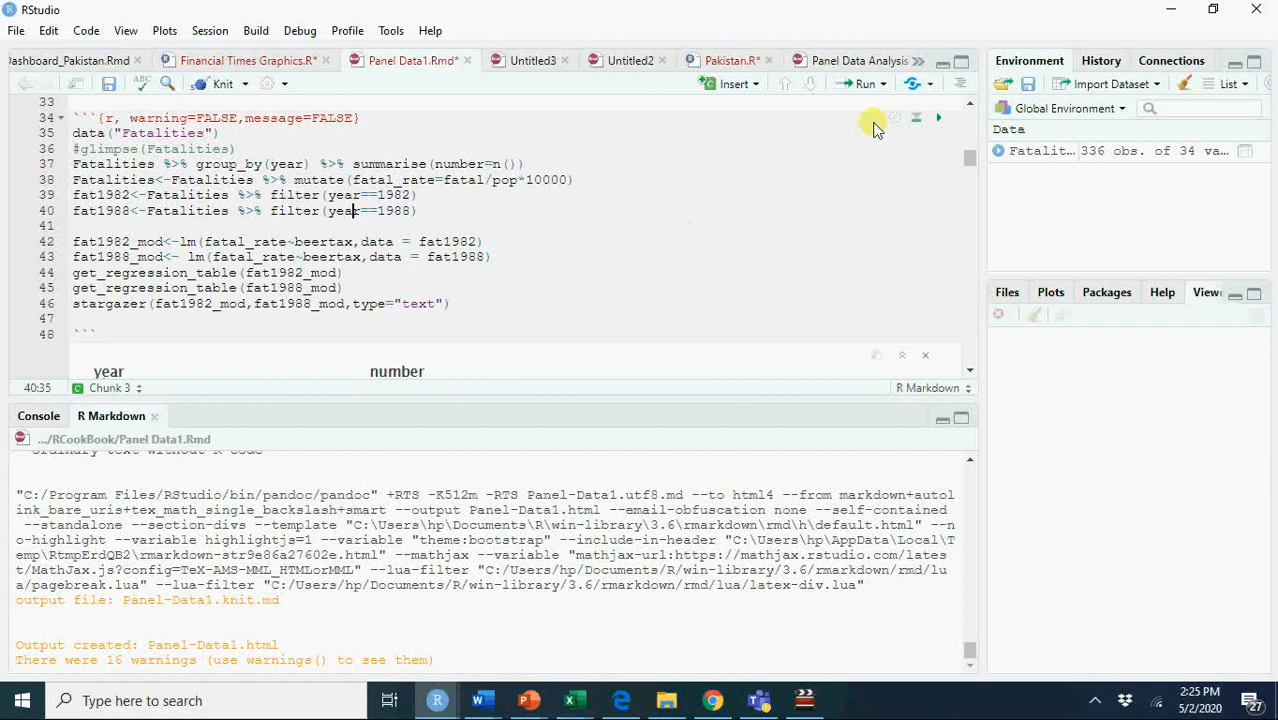 RStudio
File Edit Code View Plots Session Build Debug Profile Tools Help
Dashboard_Pakistan.Rmd Financial Times Graphics.R* Panel Data1.Rmd* Untitled3 Untitled2 Pakistan.R* Panel Data Analysis
Knit Insert Run
33
34 ```{r, warning=FALSE,message=FALSE}
35 data("Fatalities")
36 #glimpse(Fatalities)
37 Fatalities %>% group_by(year) %>% summarise(number=n())
38 Fatalities<-Fatalities %>% mutate(fatal_rate=fatal/pop*10000)
39 fat1982<-Fatalities %>% filter(year==1982)
40 fat1988<-Fatalities %>% filter(year==1988)
41
42 fat1982_mod<-lm(fatal_rate~beertax,data = fat1982)
43 fat1988_mod<- lm(fatal_rate~beertax,data = fat1988)
44 get_regression_table(fat1982_mod)
45 get_regression_table(fat1988_mod)
46 stargazer(fat1982_mod,fat1988_mod,type="text")
47
48 ```
year number
40:35 Chunk 3 R Markdown
Console R Markdown
.../RCookBook/Panel Data1.Rmd
ordinary text without R code
"C:/Program Files/RStudio/bin/pandoc/pandoc" +RTS -K512m -RTS Panel-Data1.utf8.md --to html4 --from markdown+autol
ink_bare_uris+tex_math_single_backslash+smart --output Panel-Data1.html --email-obfuscation none --self-contained
--standalone --section-divs --template "C:\Users\hp\Documents\R\win-library\3.6\rmarkdown\rmd\h\default.html" --n
o-highlight --variable highlightjs=1 --variable "theme:bootstrap" --include-in-header "C:\Users\hp\AppData\Local\T
emp\RtmpErdQB2\rmarkdown-str9e86a27602e.html" --mathjax --variable "mathjax-url:https://mathjax.rstudio.com/lates
t/MathJax.js?config=TeX-AMS-MML_HTMLorMML" --lua-filter "C:/Users/hp/Documents/R/win-library/3.6/rmarkdown/rmd/lu
a/pagebreak.lua" --lua-filter "C:/Users/hp/Documents/R/win-library/3.6/rmarkdown/rmd/lua/latex-div.lua"
output file: Panel-Data1.knit.md
Output created: Panel-Data1.html
There were 16 warnings (use warnings() to see them)
Environment History Connections
Import Dataset List
Global Environment
Data
Fatalit... 336 obs. of 34 va...
Files Plots Packages Help Viewe
Type here to search
2:25 PM
5/2/2020
27